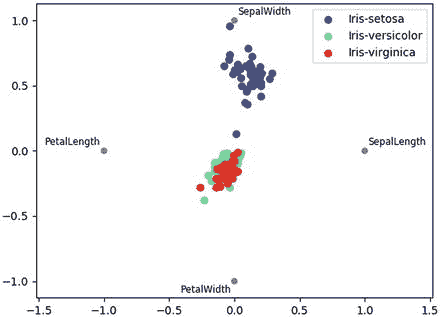 SepalWidth
Iris-setosa
Iris-versicolor
Iris-virginica
PetalLength
SepalLength
PetalWidth
1.0
0.5
0.0
−0.5
−1.0
−1.5
−1.0
−0.5
0.0
0.5
1.0
1.5